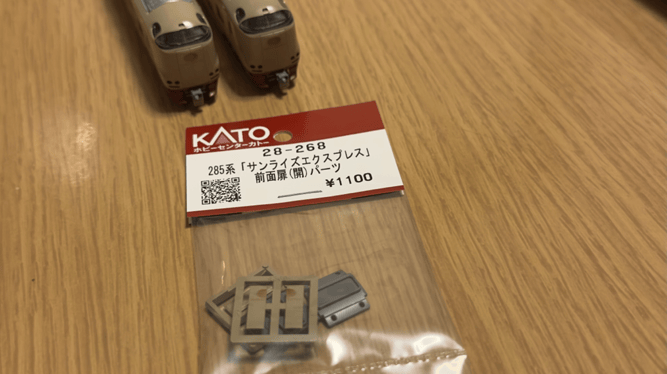 KATO
ホビーセンターカトー
28-268
285系「サンライズエクスプレス」
前面扉(開)パーツ
¥1100